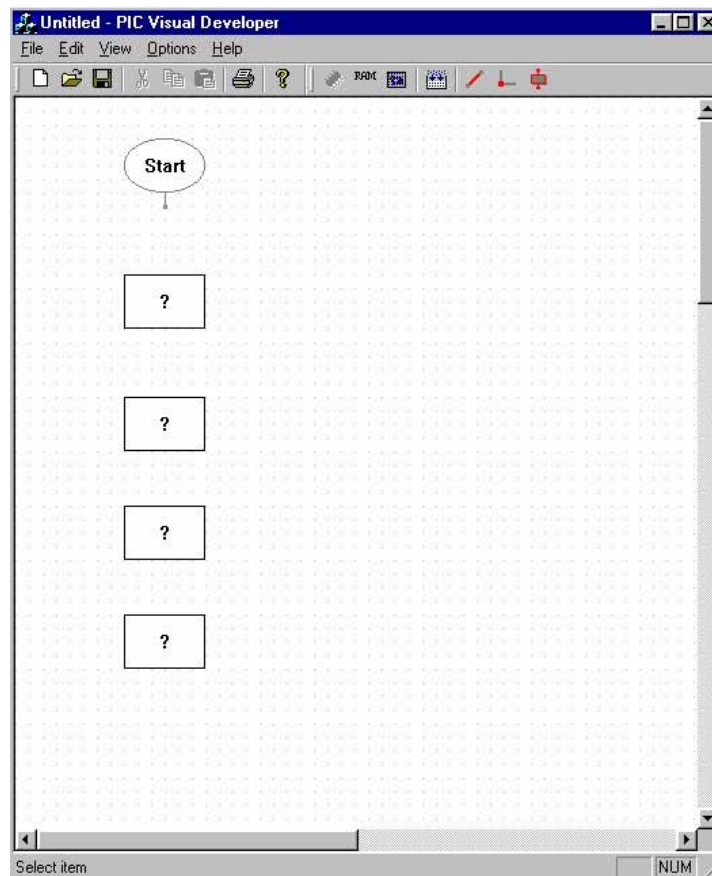 Untitled - PIC Visual Developer
File Edit View Options Help
? RAM
Start
?
?
?
?
Select item NUM